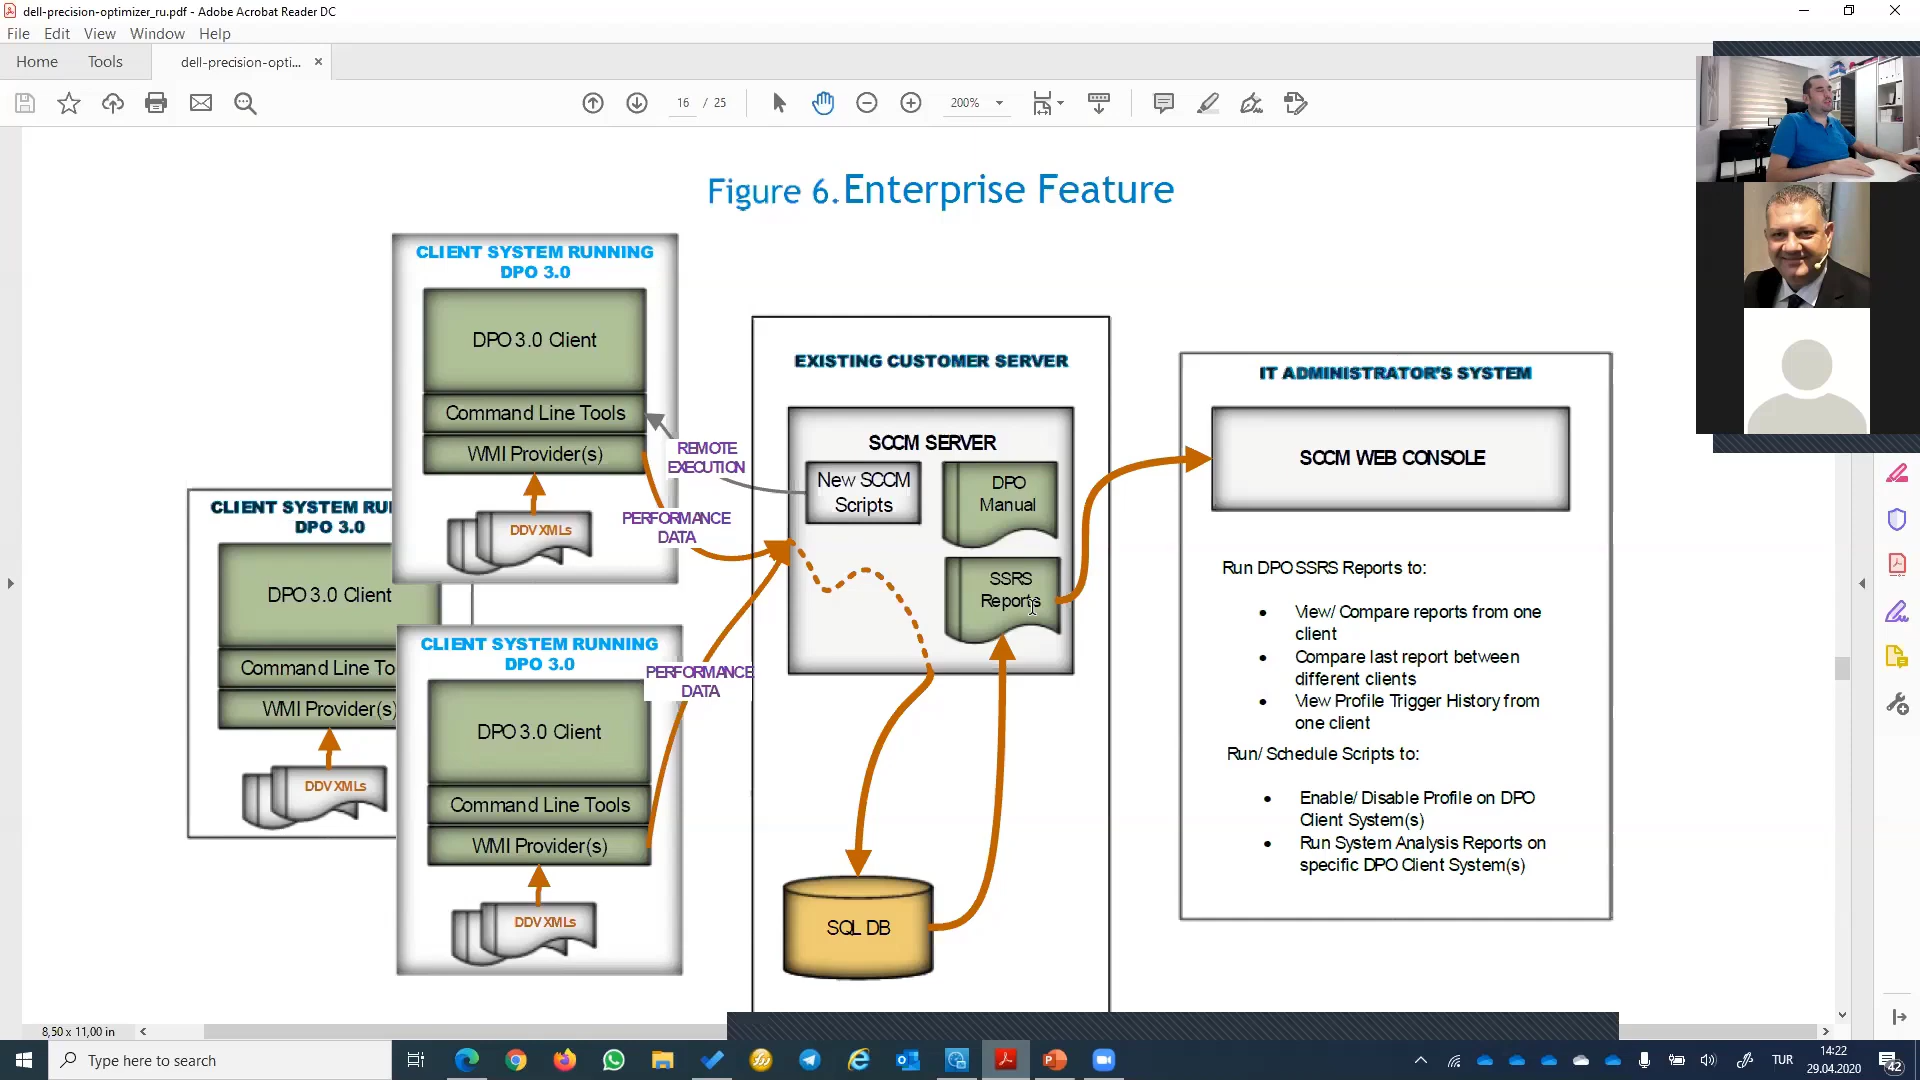 dell-precision-optimizer_ru.pdf - Adobe Acrobat Reader DC
File Edit View Window Help
Home Tools dell-precision-opti... ×
16 / 25 200%
Figure 6.Enterprise Feature
CLIENT SYSTEM RUNNING
DPO 3.0
DPO 3.0 Client
Command Line Tools
WMI Provider(s)
DDV XMLs
CLIENT SYSTEM RU
DPO 3.0
DPO 3.0 Client
Command Line To
WMI Provider(s)
DDV XMLs
CLIENT SYSTEM RUNNING
DPO 3.0
DPO 3.0 Client
Command Line Tools
WMI Provider(s)
DDV XMLs
REMOTE
EXECUTION
PERFORMANCE
DATA
PERFORMANCE
DATA
EXISTING CUSTOMER SERVER
SCCM SERVER
New SCCM
Scripts
DPO
Manual
SSRS
Reports
SQL DB
IT ADMINISTRATOR'S SYSTEM
SCCM WEB CONSOLE
Run DPO SSRS Reports to:
• View/ Compare reports from one
client
• Compare last report between
different clients
• View Profile Trigger History from
one client
Run/ Schedule Scripts to:
• Enable/ Disable Profile on DPO
Client System(s)
• Run System Analysis Reports on
specific DPO Client System(s)
8,50 x 11,00 in
Type here to search
TUR
14:22
29.04.2020
42